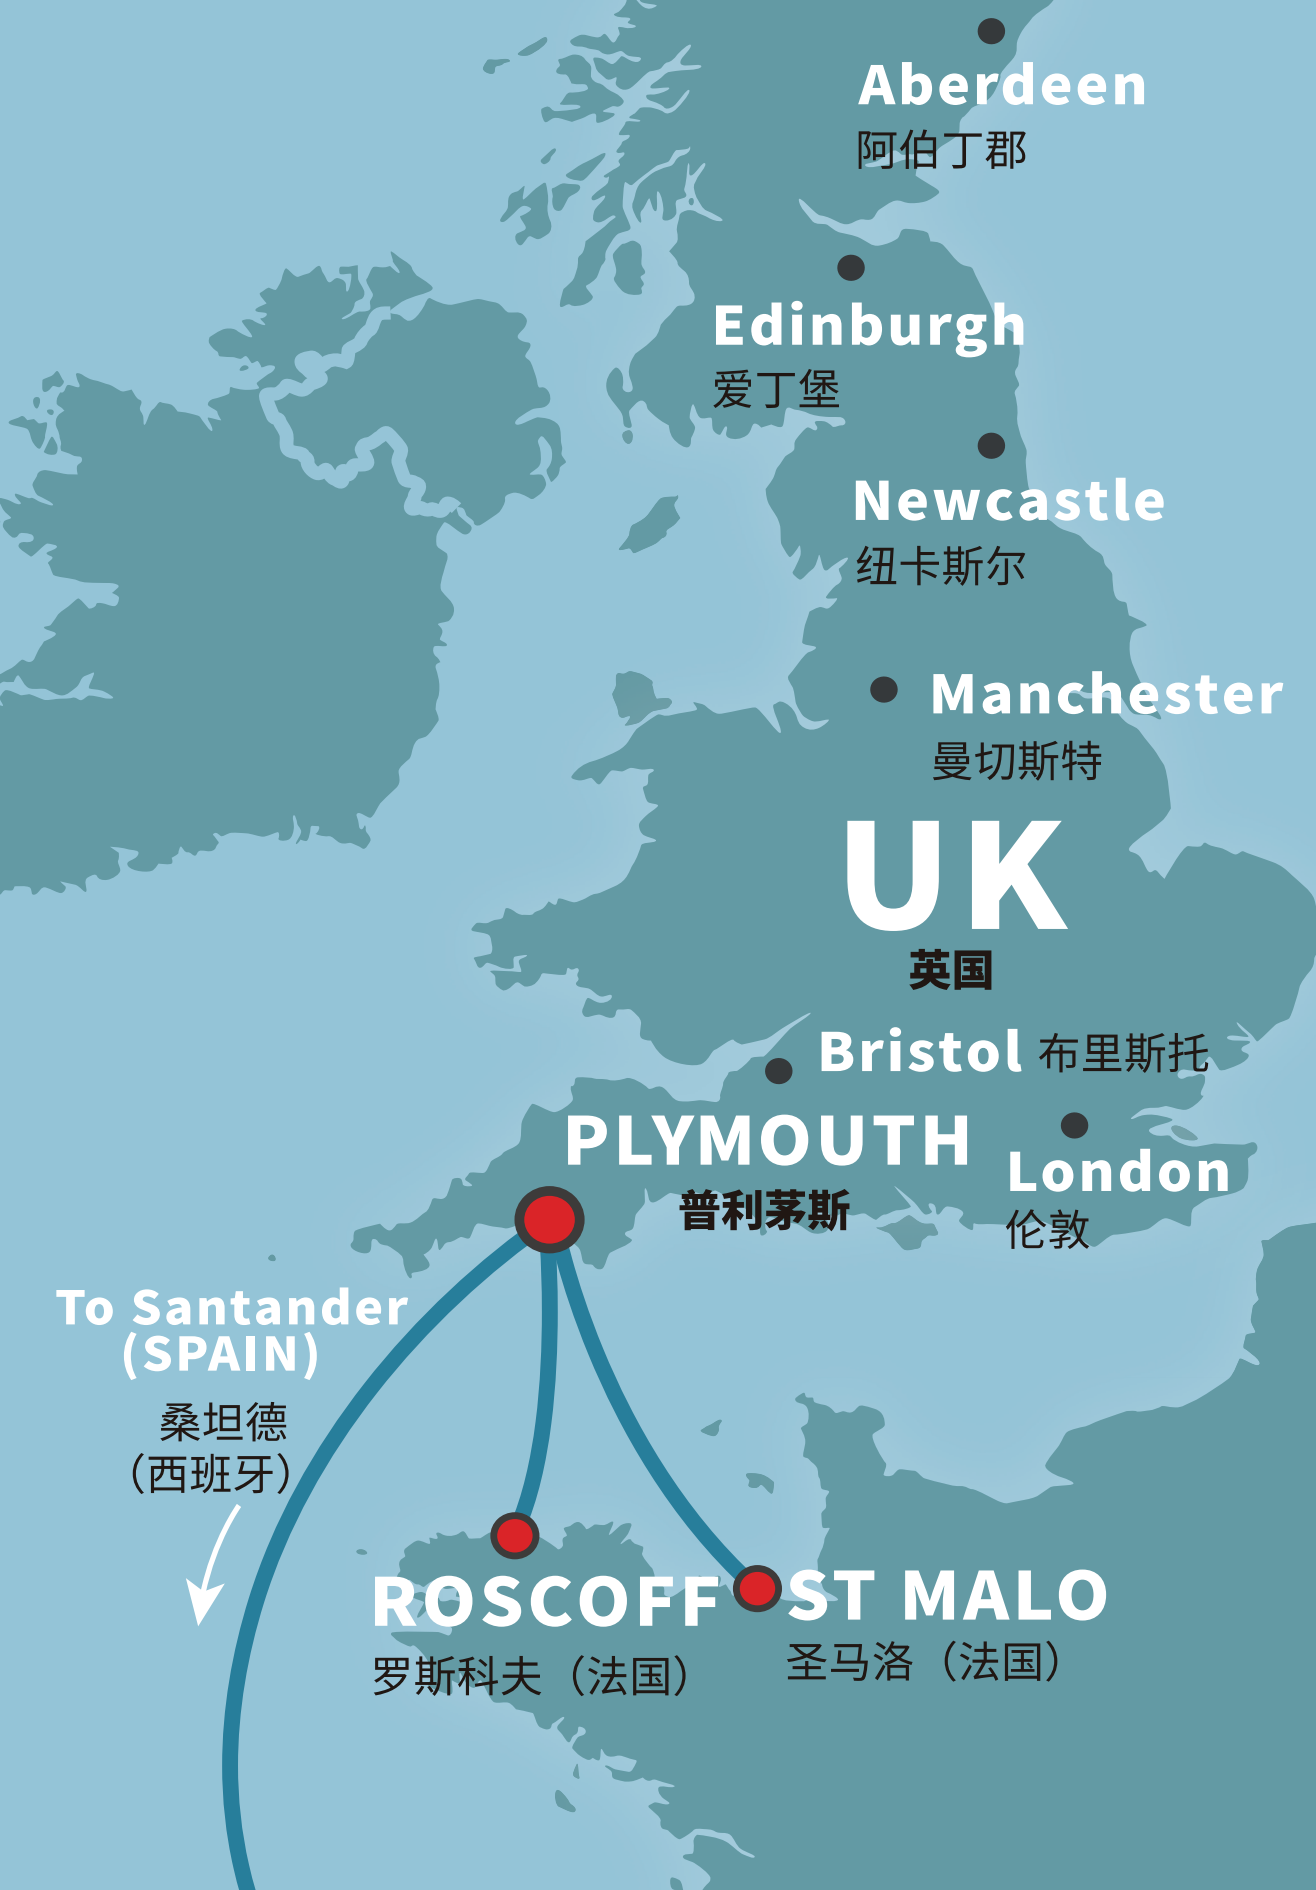 Aberdeen
阿伯丁郡
Edinburgh
爱丁堡
Newcastle
纽卡斯尔
Manchester
曼切斯特
UK
英国
Bristol 布里斯托
PLYMOUTH
普利茅斯
London
伦敦
To Santander
(SPAIN)
桑坦德
（西班牙）
ROSCOFF
罗斯科夫（法国）
ST MALO
圣马洛（法国）